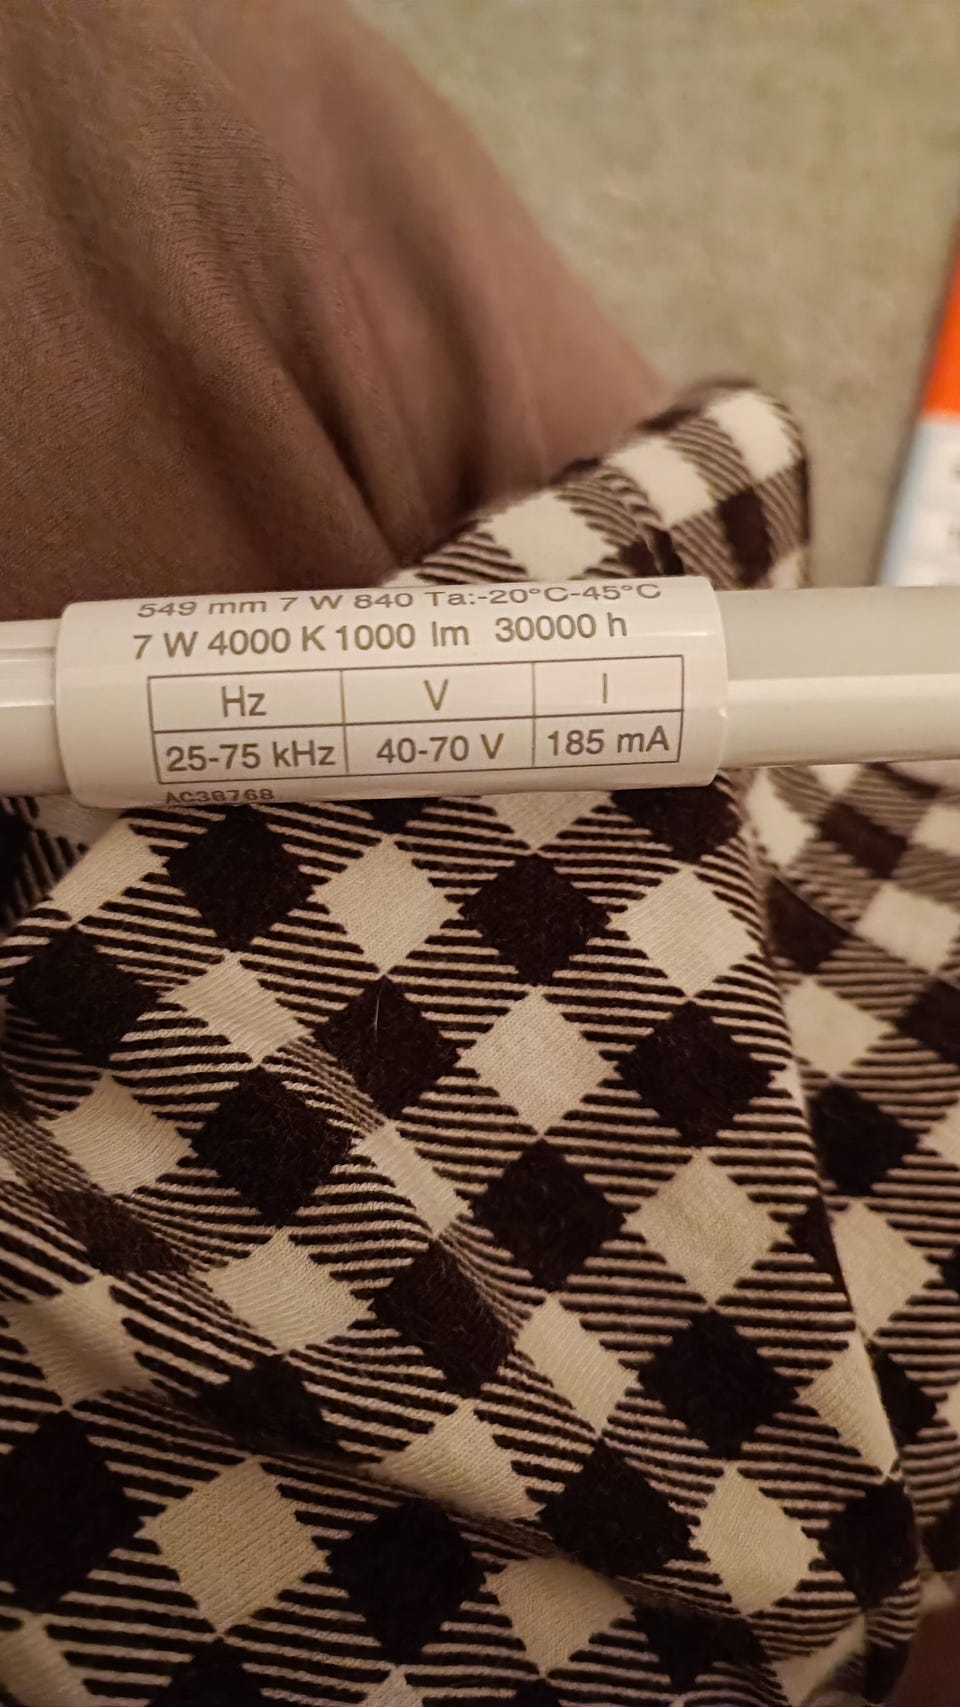 549 mm 7 W 840 Ta:-20°C-45°C
7 W 4000 K 1000 lm 30000 h
Hz V I
25-75 kHz 40-70 V 185 mA
AC38768